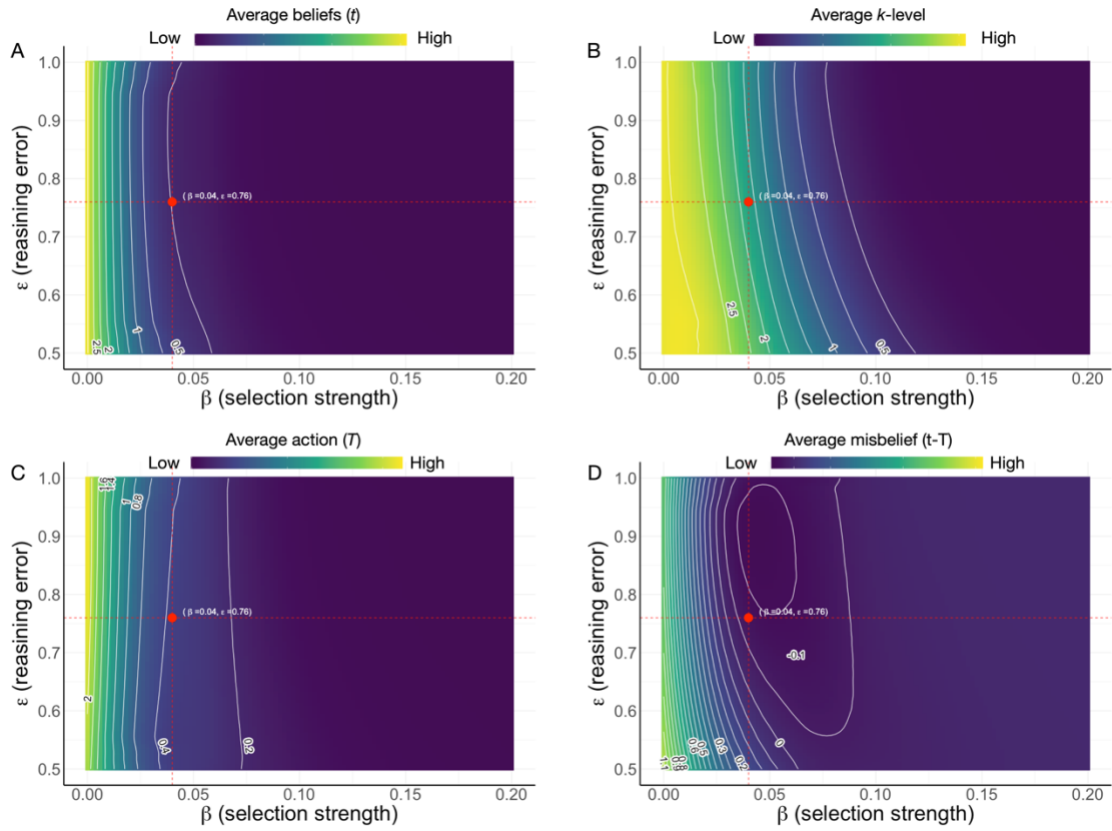 Average beliefs (t)
Low High
A
1.0
0.9
0.8
0.7
0.6
0.5
ε (reasining error)
( β =0.04, ε =0.76)
2.5
2
1
0.5
0.00 0.05 0.10 0.15 0.20
β (selection strength)
Average k-level
Low High
B
1.0
0.9
0.8
0.7
0.6
0.5
ε (reasining error)
( β =0.04, ε =0.76)
2.5
2
1
0.5
0.00 0.05 0.10 0.15 0.20
β (selection strength)
Average action (T)
Low High
C
1.0
0.9
0.8
0.7
0.6
0.5
ε (reasining error)
1
0.8
( β =0.04, ε =0.76)
2
0.4
0.2
0.00 0.05 0.10 0.15 0.20
β (selection strength)
Average misbelief (t-T)
Low High
D
1.0
0.9
0.8
0.7
0.6
0.5
ε (reasining error)
( β =0.04, ε =0.76)
-0.1
1.1
0.5
0.3
0.2
0
0.00 0.05 0.10 0.15 0.20
β (selection strength)